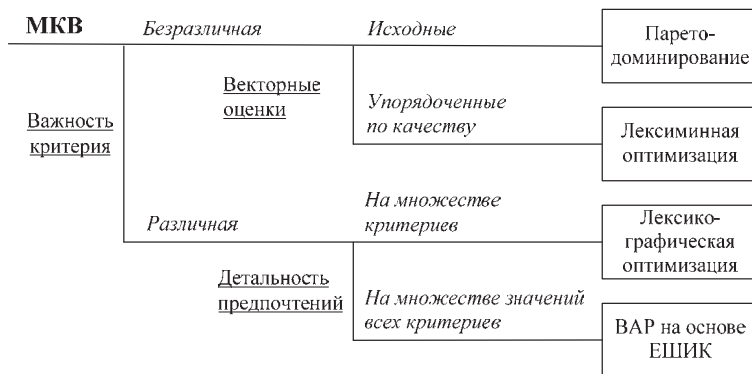 МКВ
Безразличная
Исходные
Парето-
доминирование
Векторные
оценки
Упорядоченные
по качеству
Лексиминная
оптимизация
Важность
критерия
Различная
На множестве
критериев
Лексико-
графическая
оптимизация
Детальность
предпочтений
На множестве значений
всех критериев
ВАР на основе
ЕШИК